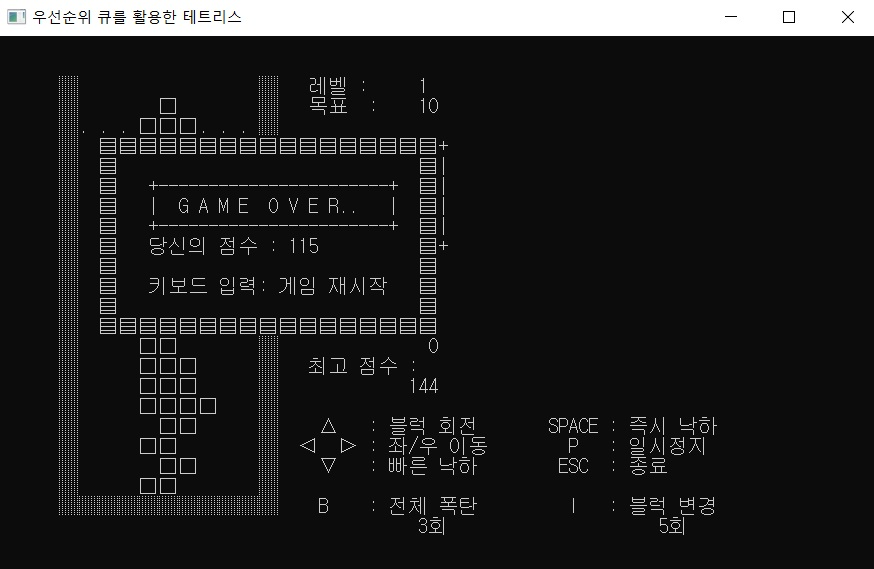 우선순위 큐를 활용한 테트리스
레벨 : 1
목표 : 10
G A M E O V E R..
당신의 점수 : 115
키보드 입력: 게임 재시작
0
최고 점수 :
144
△ : 블럭 회전 SPACE : 즉시 낙하
◁ ▷ : 좌/우 이동 P : 일시정지
▽ : 빠른 낙하 ESC : 종료
B : 전체 폭탄 I : 블럭 변경
3회 5회